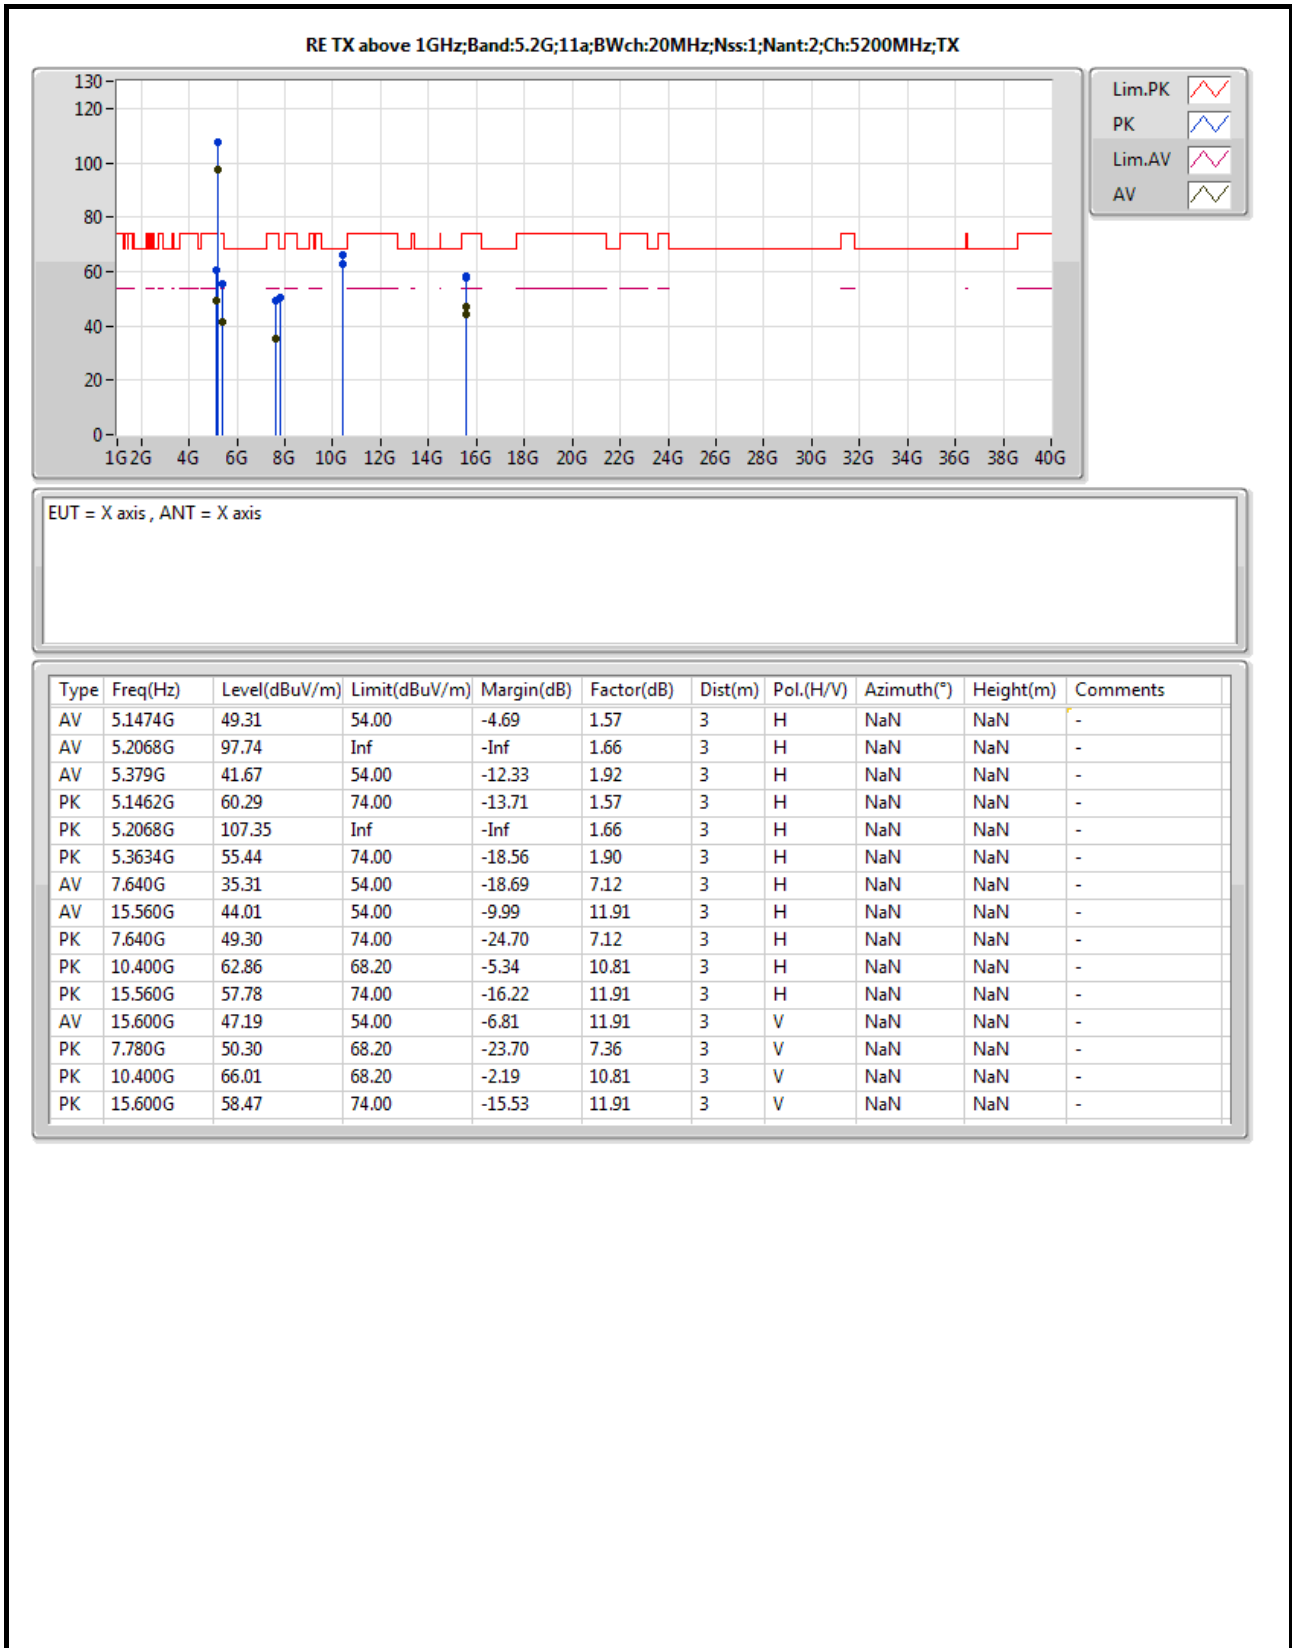 RE TX above 1GHz;Band:5.2G;11a;BWch:20MHz;Nss:1;Nant:2;Ch:5200MHz;TX
130
120
100
80
60
40
20
0
1G 2G 4G 6G 8G 10G 12G 14G 16G 18G 20G 22G 24G 26G 28G 30G 32G 34G 36G 38G 40G
Lim.PK
PK
Lim.AV
AV
EUT = X axis , ANT = X axis
Type Freq(Hz) Level(dBuV/m) Limit(dBuV/m) Margin(dB) Factor(dB) Dist(m) Pol.(H/V) Azimuth(°) Height(m) Comments
AV 5.1474G 49.31 54.00 -4.69 1.57 3 H NaN NaN -
AV 5.2068G 97.74 Inf -Inf 1.66 3 H NaN NaN -
AV 5.379G 41.67 54.00 -12.33 1.92 3 H NaN NaN -
PK 5.1462G 60.29 74.00 -13.71 1.57 3 H NaN NaN -
PK 5.2068G 107.35 Inf -Inf 1.66 3 H NaN NaN -
PK 5.3634G 55.44 74.00 -18.56 1.90 3 H NaN NaN -
AV 7.640G 35.31 54.00 -18.69 7.12 3 H NaN NaN -
AV 15.560G 44.01 54.00 -9.99 11.91 3 H NaN NaN -
PK 7.640G 49.30 74.00 -24.70 7.12 3 H NaN NaN -
PK 10.400G 62.86 68.20 -5.34 10.81 3 H NaN NaN -
PK 15.560G 57.78 74.00 -16.22 11.91 3 H NaN NaN -
AV 15.600G 47.19 54.00 -6.81 11.91 3 V NaN NaN -
PK 7.780G 50.30 68.20 -23.70 7.36 3 V NaN NaN -
PK 10.400G 66.01 68.20 -2.19 10.81 3 V NaN NaN -
PK 15.600G 58.47 74.00 -15.53 11.91 3 V NaN NaN -